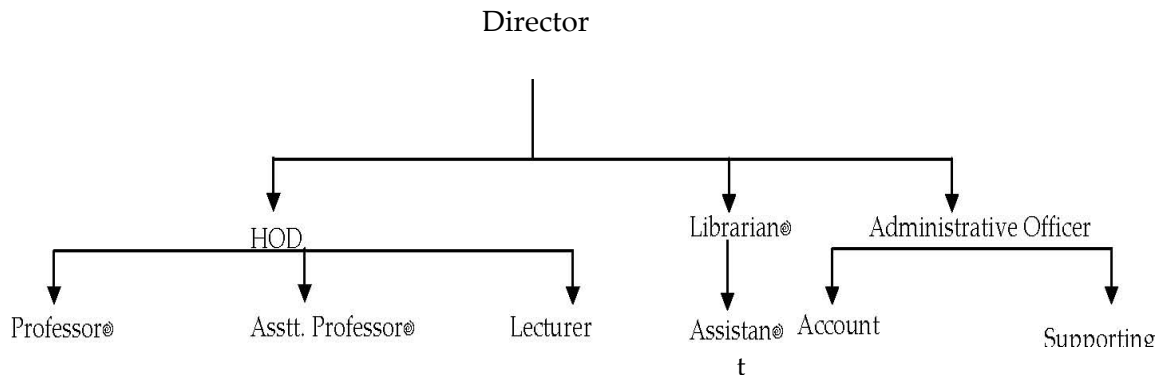 Director
HOD
Librarian
Administrative Officer
Professor
Asstt. Professor
Lecturer
Assistan
t
Account
Supporting